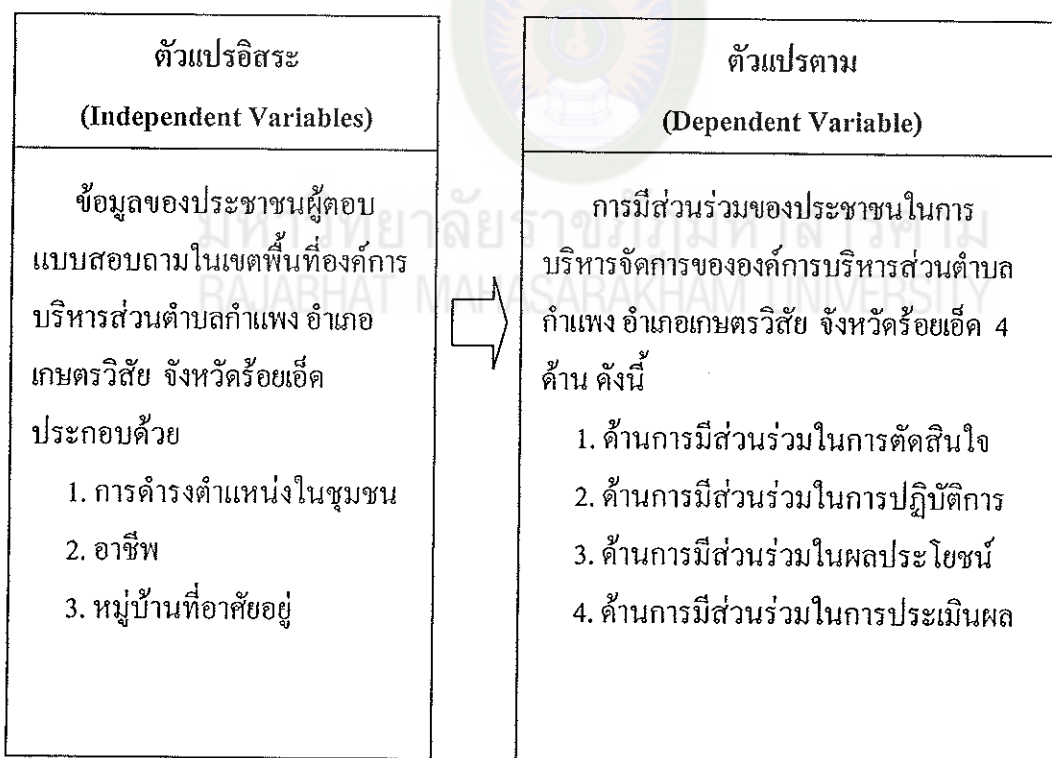 ตัวแปรอิสระ
(Independent Variables)
ข้อมูลของประชาชนผู้ตอบ
แบบสอบถามในเขตพื้นที่องค์การ
บริหารส่วนตำบลกำแพง อำเภอ
เกษตรวิสัย จังหวัดร้อยเอ็ด
ประกอบด้วย
1. การดำรงตำแหน่งในชุมชน
2. อาชีพ
3. หมู่บ้านที่อาศัยอยู่
ตัวแปรตาม
(Dependent Variable)
การมีส่วนร่วมของประชาชนในการ
บริหารจัดการขององค์การบริหารส่วนตำบล
กำแพง อำเภอเกษตรวิสัย จังหวัดร้อยเอ็ด 4
ด้าน ดังนี้
1. ด้านการมีส่วนร่วมในการตัดสินใจ
2. ด้านการมีส่วนร่วมในการปฏิบัติการ
3. ด้านการมีส่วนร่วมในผลประโยชน์
4. ด้านการมีส่วนร่วมในการประเมินผล
มหาวิทยาลัยราชภัฏมหาสารคาม
RAJABHAT MAHASARAKHAM UNIVERSITY